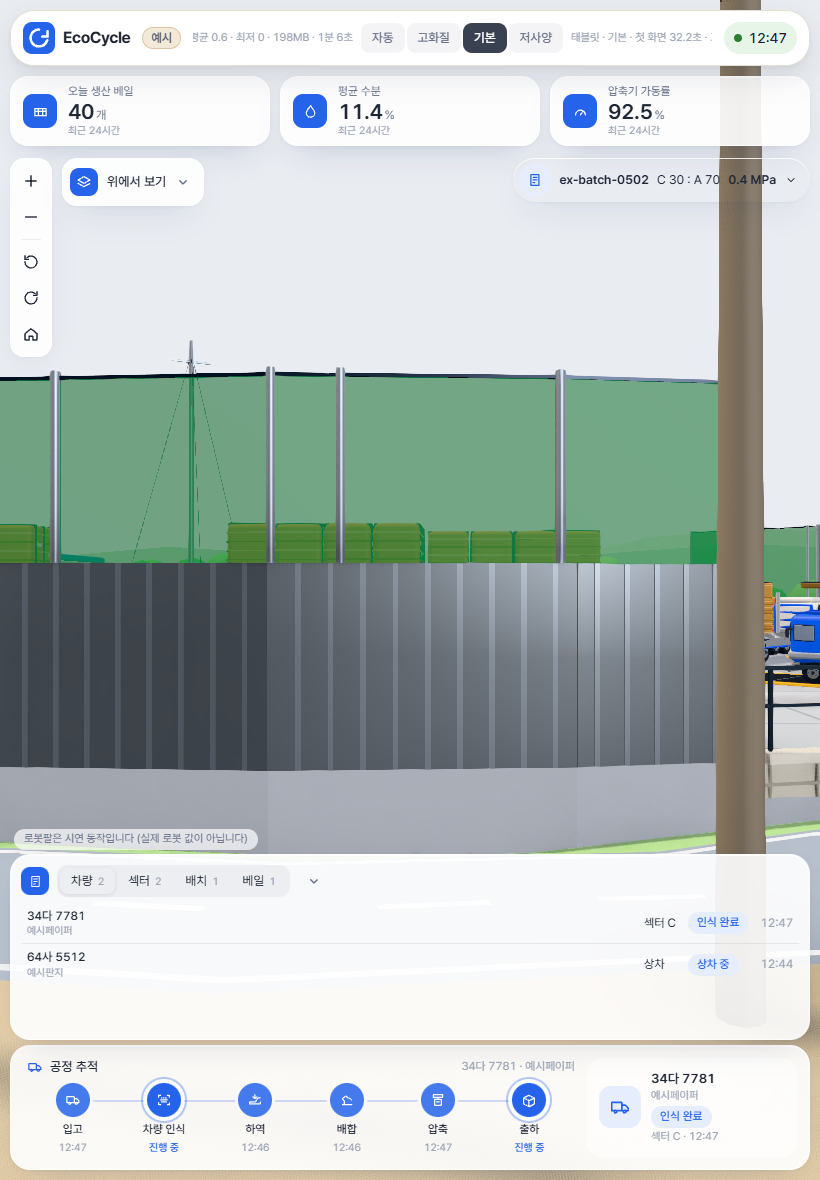 EcoCycle
예시
평균 0.6 · 최저 0 · 198MB · 1분 6초
자동
고화질
기본
저사양
태블릿 · 기본 · 첫 화면 32.2초 ·
12:47
오늘 생산 베일
40개
최근 24시간
평균 수분
11.4%
최근 24시간
압축기 가동률
92.5%
최근 24시간
위에서 보기
ex-batch-0502 C 30 : A 70 0.4 MPa
로봇팔은 시연 동작입니다 (실제 로봇 값이 아닙니다)
차량 2
섹터 2
배치 1
베일 1
34다 7781
예시페이퍼
섹터 C
인식 완료
12:47
64사 5512
예시판지
상차
상차 중
12:44
공정 추적
34다 7781 · 예시페이퍼
입고
12:47
차량 인식
진행 중
하역
12:46
배합
12:46
압축
12:47
출하
진행 중
34다 7781
예시페이퍼
인식 완료
섹터 C · 12:47